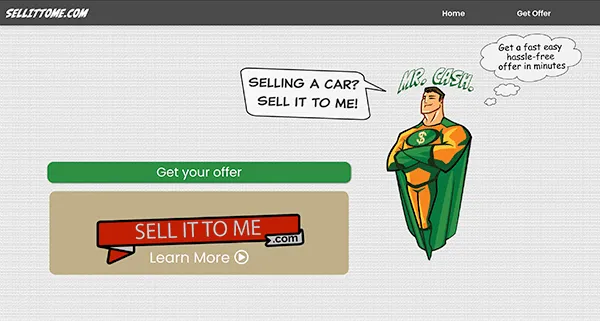 SELLITTOME.COM
Home
Get Offer
SELLING A CAR?
SELL IT TO ME!
MR. CASH.
Get a fast easy
hassle-free
offer in minutes
$
Get your offer
SELL IT TO ME
.com
Learn More